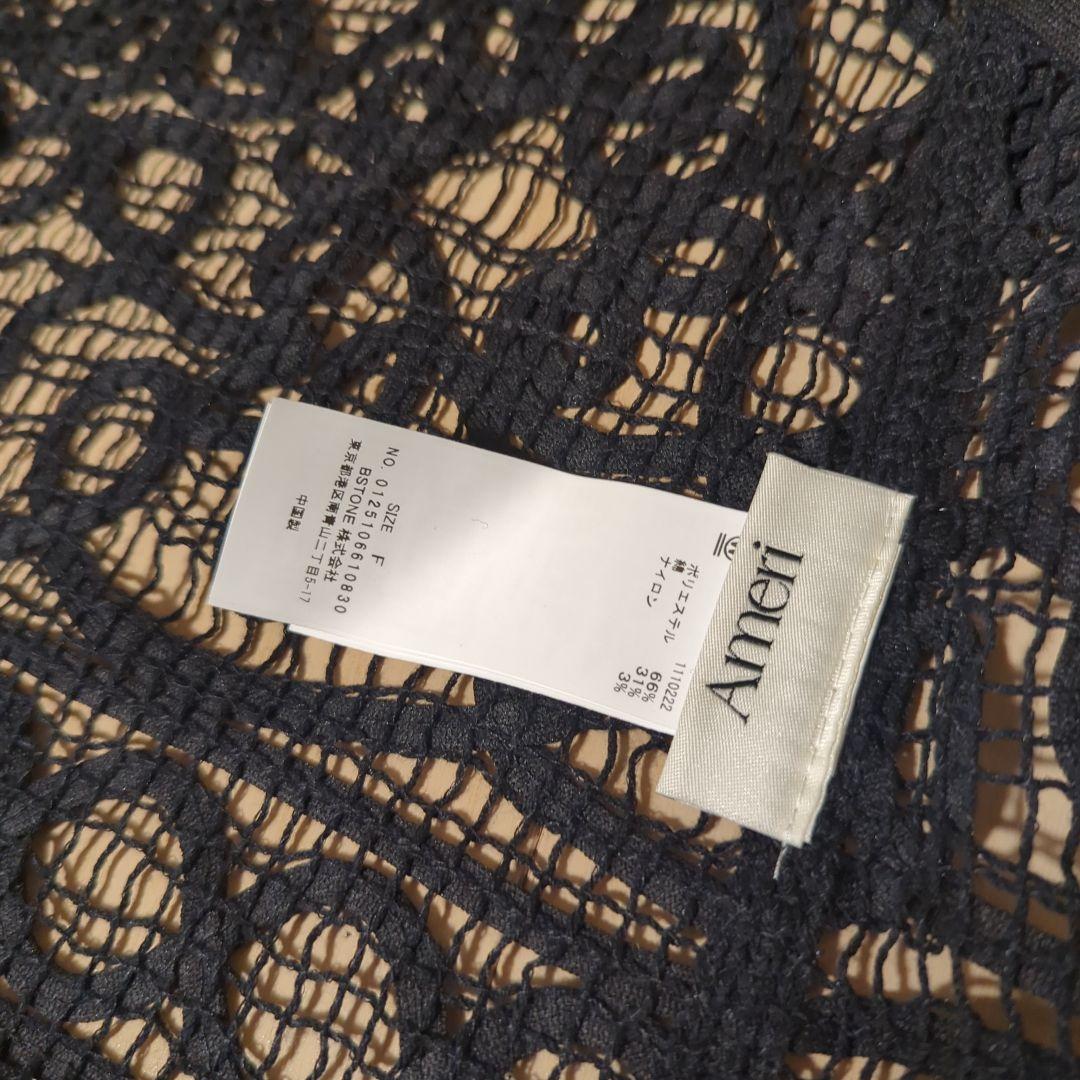 Ameri
1110222
ポリエステル 66%
綿 31%
ナイロン 3%
SIZE F
NO. 0125106610830
BSTONE 株式会社
東京都港区南青山二丁目5-17
中国製